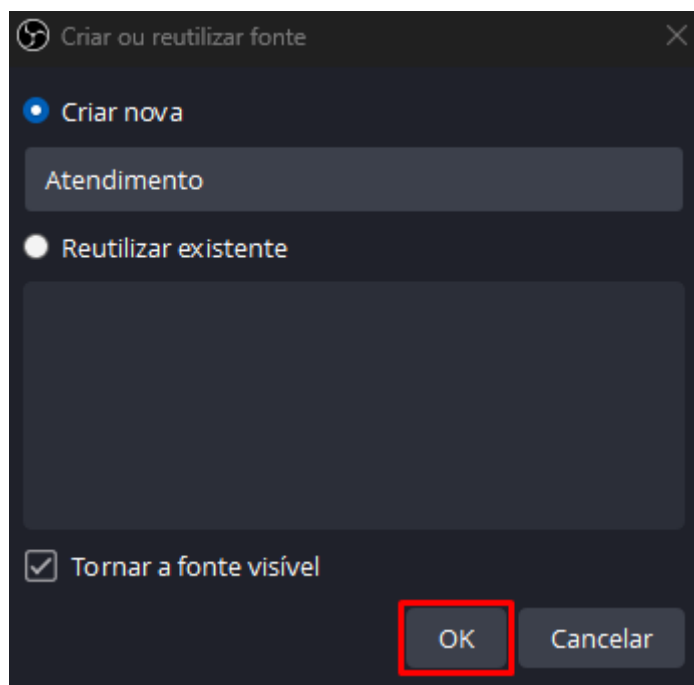 Criar ou reutilizar fonte
Criar nova
Atendimento
Reutilizar existente
Tornar a fonte visível
OK Cancelar